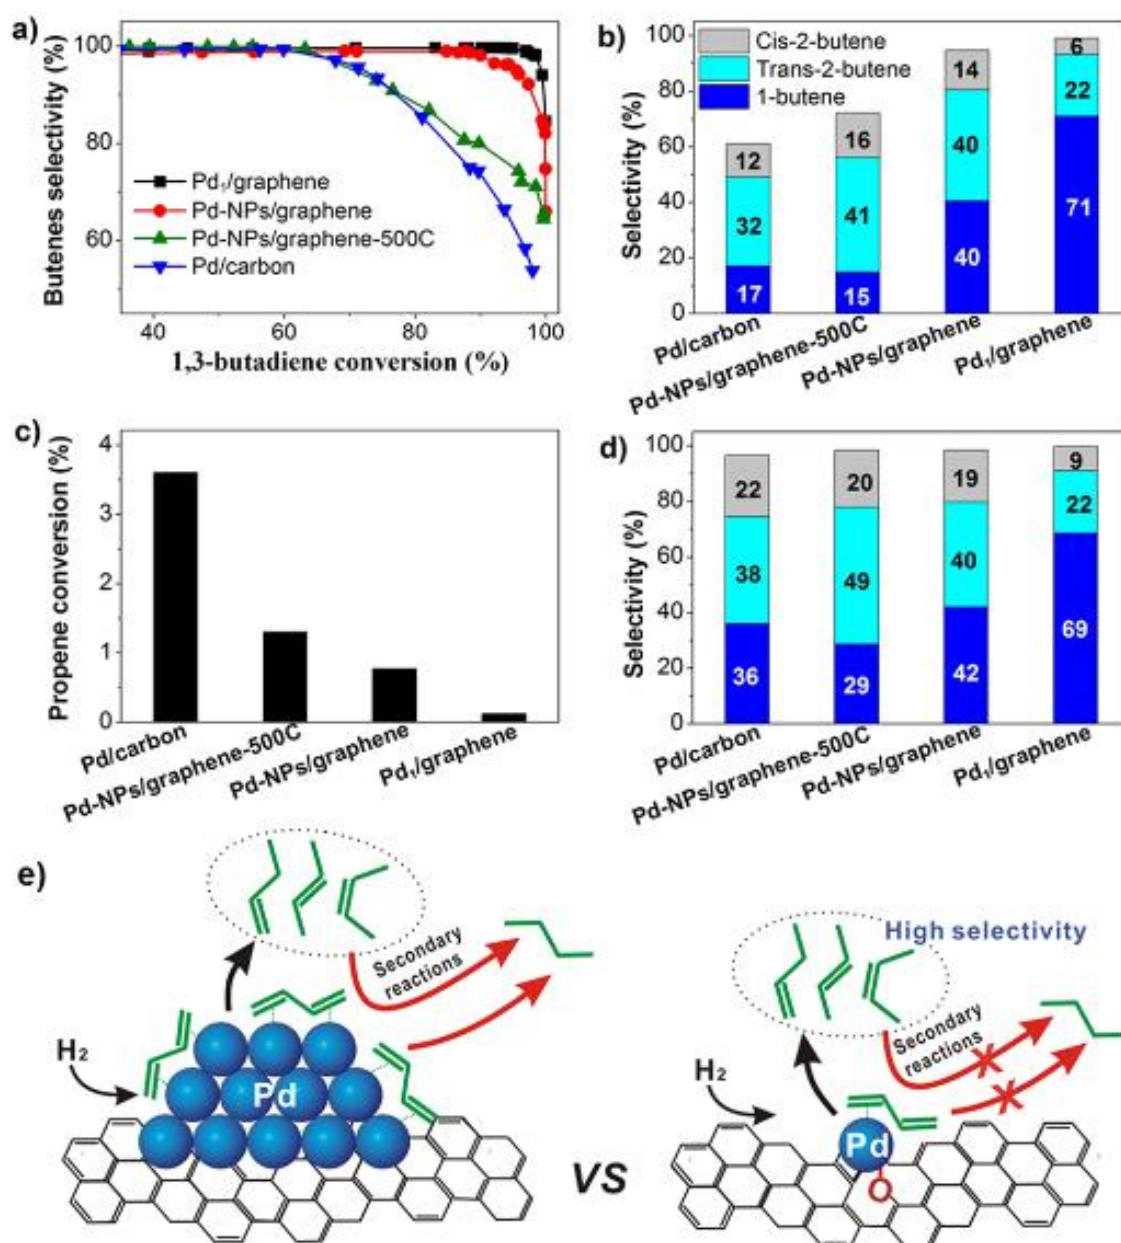 a)
Butenes selectivity (%)
100
80
60
Pd₁/graphene
Pd-NPs/graphene
Pd-NPs/graphene-500C
Pd/carbon
40 60 80 100
1,3-butadiene conversion (%)
b)
Selectivity (%)
100
80
60
40
20
0
Cis-2-butene
Trans-2-butene
1-butene
12
32
17
16
41
15
14
40
40
6
22
71
Pd/carbon
Pd-NPs/graphene-500C
Pd-NPs/graphene
Pd₁/graphene
c)
Propene conversion (%)
4
3
2
1
0
Pd/carbon
Pd-NPs/graphene-500C
Pd-NPs/graphene
Pd₁/graphene
d)
Selectivity (%)
100
80
60
40
20
0
22
38
36
20
49
29
19
40
42
9
22
69
Pd/carbon
Pd-NPs/graphene-500C
Pd-NPs/graphene
Pd₁/graphene
e)
Secondary
reactions
H₂
Pd
VS
High selectivity
Secondary
reactions
H₂
Pd
O